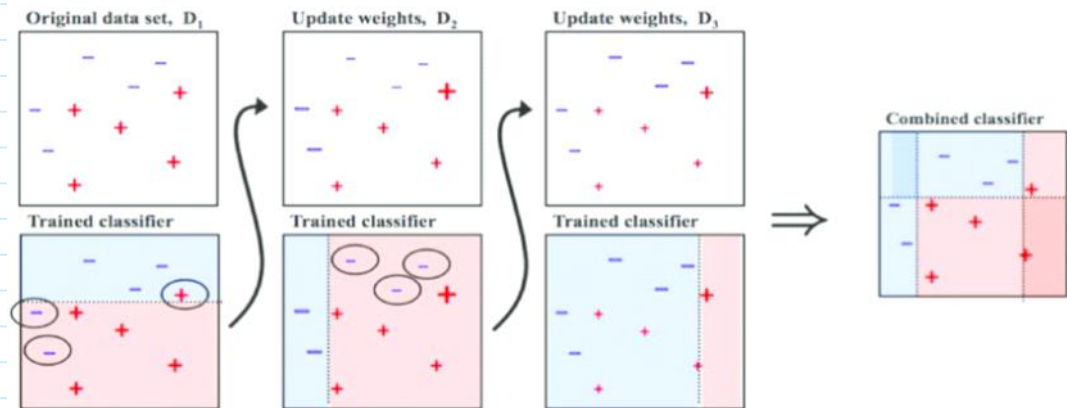 Original data set, D₁
Update weights, D₂
Update weights, D₃
Combined classifier
Trained classifier
Trained classifier
Trained classifier